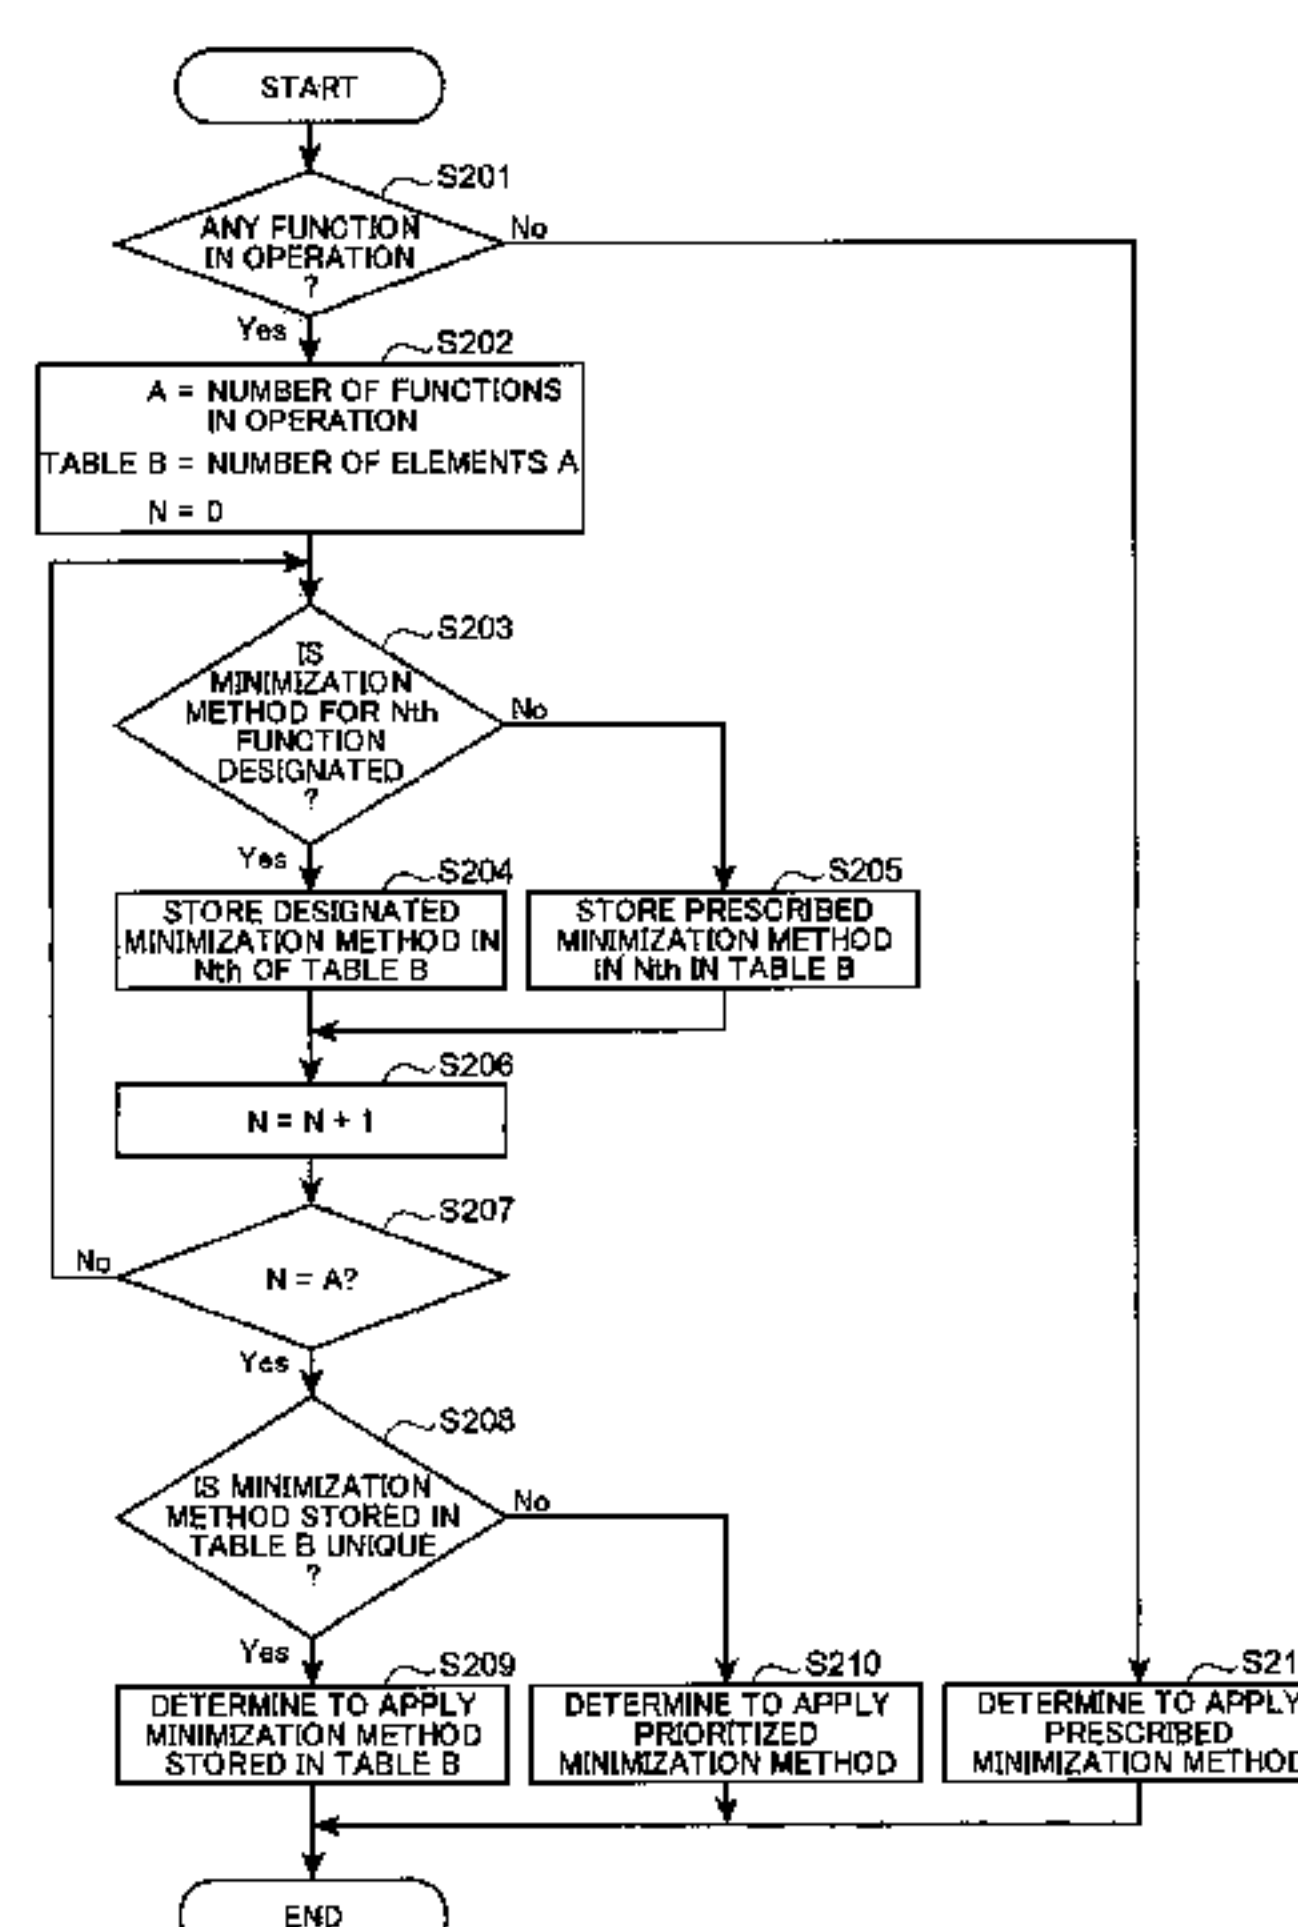 START
S201
ANY FUNCTION
IN OPERATION
?
No
Yes
S202
A = NUMBER OF FUNCTIONS
IN OPERATION
TABLE B = NUMBER OF ELEMENTS A
N = 0
S203
IS
MINIMIZATION
METHOD FOR Nth
FUNCTION
DESIGNATED
?
No
Yes
S204
STORE DESIGNATED
MINIMIZATION METHOD IN
Nth OF TABLE B
S205
STORE PRESCRIBED
MINIMIZATION METHOD
IN Nth IN TABLE B
S206
N = N + 1
S207
N = A?
No
Yes
S208
IS MINIMIZATION
METHOD STORED IN
TABLE B UNIQUE
?
No
Yes
S209
DETERMINE TO APPLY
MINIMIZATION METHOD
STORED IN TABLE B
S210
DETERMINE TO APPLY
PRIORITIZED
MINIMIZATION METHOD
S21
DETERMINE TO APPLY
PRESCRIBED
MINIMIZATION METHOD
END